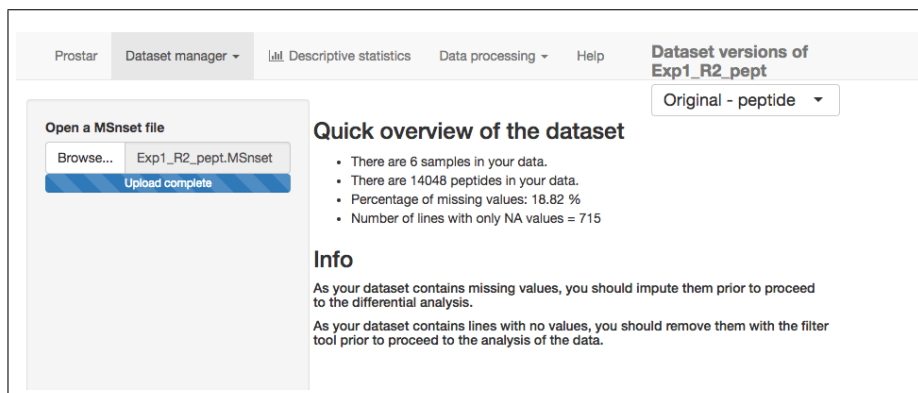 Prostar Dataset manager Descriptive statistics Data processing Help
Dataset versions of
Exp1_R2_pept
Original - peptide
Open a MSnset file
Browse... Exp1_R2_pept.MSnset
Upload complete
Quick overview of the dataset
• There are 6 samples in your data.
• There are 14048 peptides in your data.
• Percentage of missing values: 18.82 %
• Number of lines with only NA values = 715
Info
As your dataset contains missing values, you should impute them prior to proceed
to the differential analysis.
As your dataset contains lines with no values, you should remove them with the filter
tool prior to proceed to the analysis of the data.